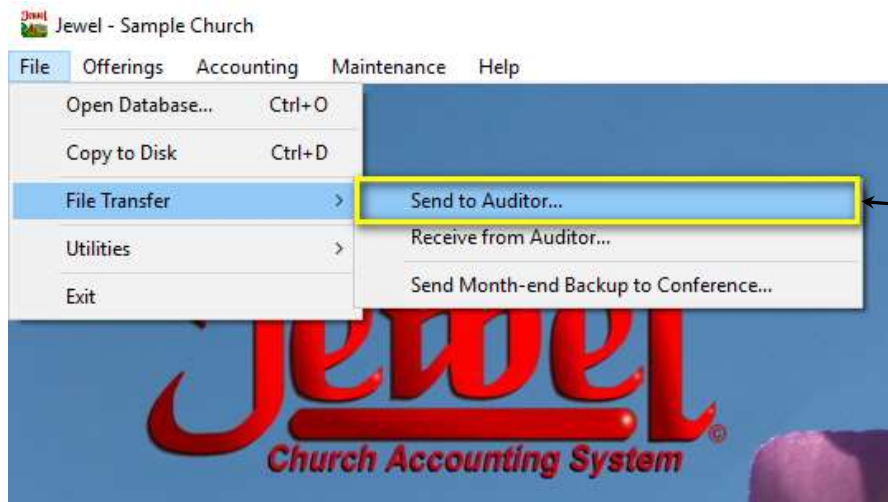 Jewel
Jewel - Sample Church
File Offerings Accounting Maintenance Help
Open Database... Ctrl+O
Copy to Disk Ctrl+D
File Transfer >
Send to Auditor...
Receive from Auditor...
Utilities >
Send Month-end Backup to Conference...
Exit
Jewel ©
Church Accounting System